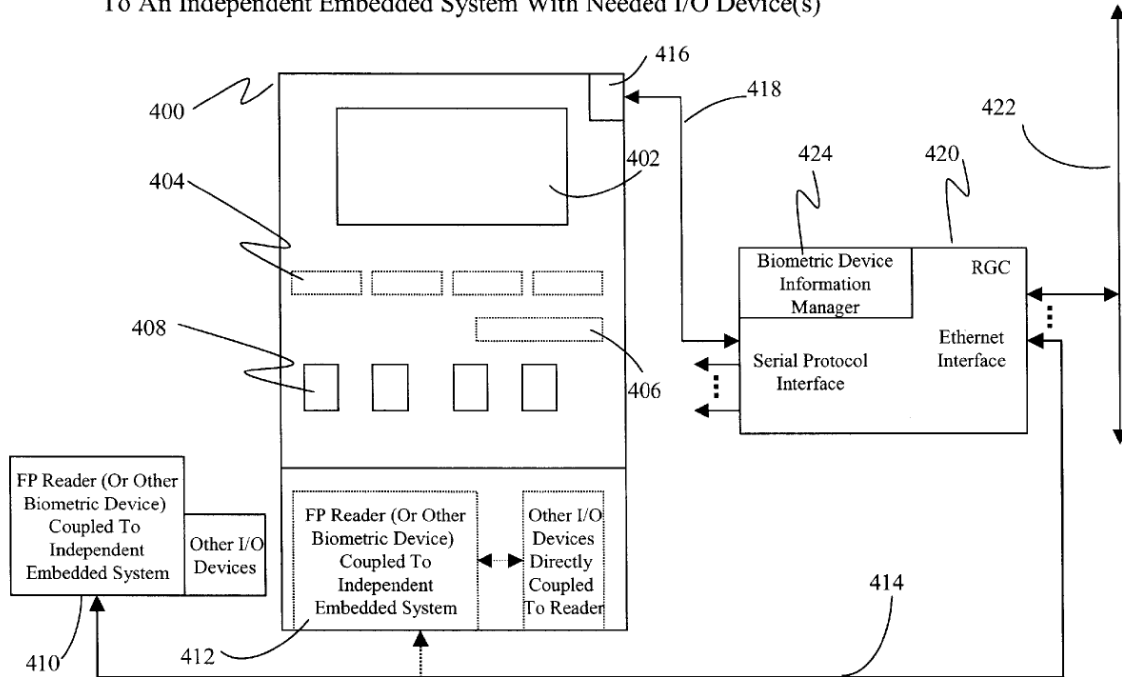 To An Independent Embedded System With Needed I/O Device(s)
416
418
400
422
402
424
420
404
Biometric Device
Information
Manager
RGC
408
Ethernet
Interface
Serial Protocol
Interface
406
FP Reader (Or Other
Biometric Device)
Coupled To
Independent
Embedded System
Other I/O
Devices
FP Reader (Or Other
Biometric Device)
Coupled To
Independent
Embedded System
Other I/O
Devices
Directly
Coupled
To Reader
414
412
410